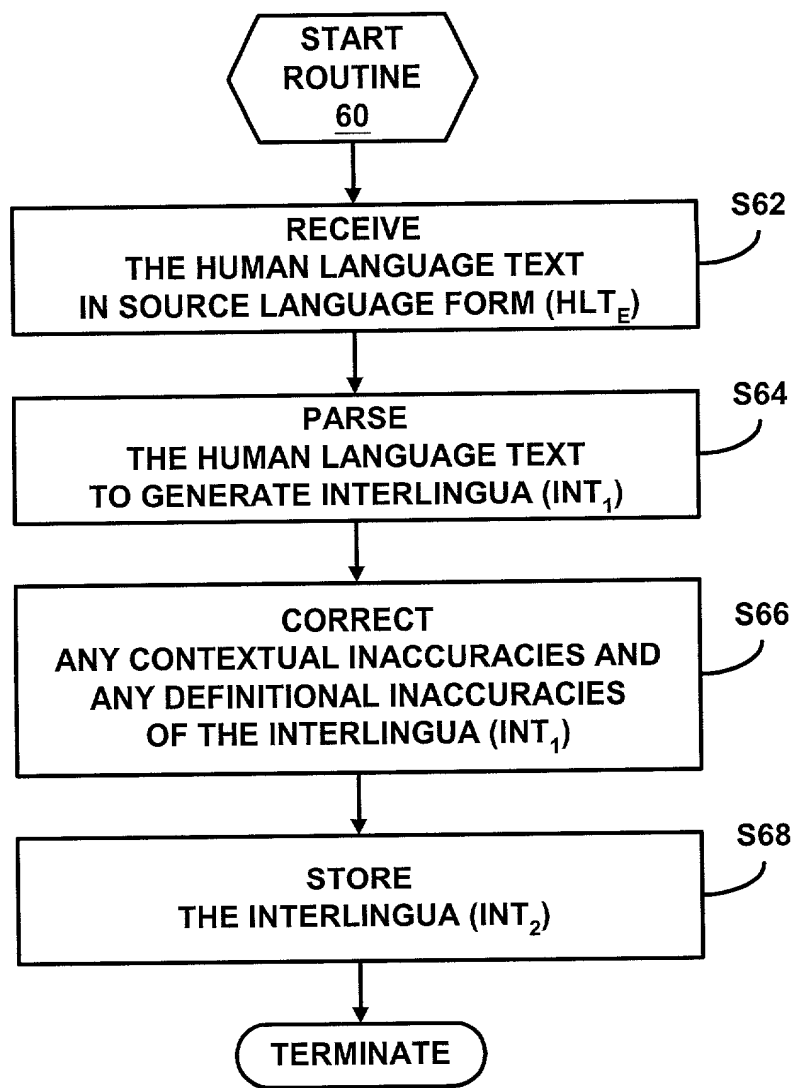 START
ROUTINE
60
S62
RECEIVE
THE HUMAN LANGUAGE TEXT
IN SOURCE LANGUAGE FORM (HLT_E)
S64
PARSE
THE HUMAN LANGUAGE TEXT
TO GENERATE INTERLINGUA (INT_1)
S66
CORRECT
ANY CONTEXTUAL INACCURACIES AND
ANY DEFINITIONAL INACCURACIES
OF THE INTERLINGUA (INT_1)
S68
STORE
THE INTERLINGUA (INT_2)
TERMINATE